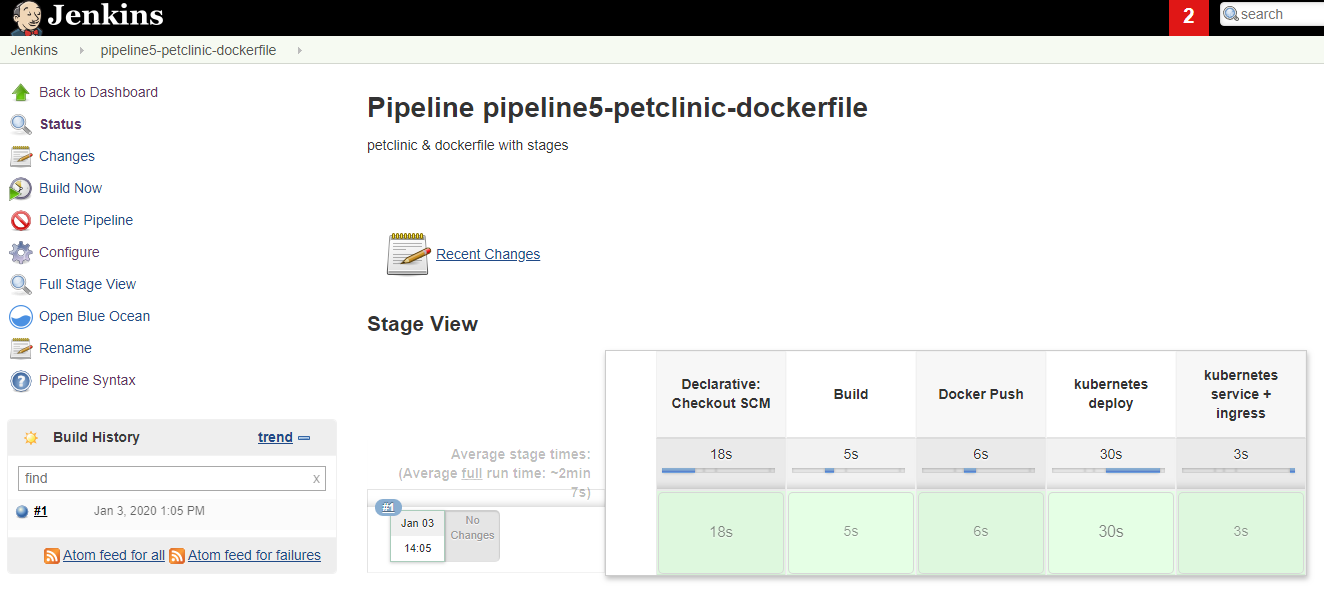 Jenkins
2
search
Jenkins
pipeline5-petclinic-dockerfile
Back to Dashboard
Status
Changes
Build Now
Delete Pipeline
Configure
Full Stage View
Open Blue Ocean
Rename
Pipeline Syntax
Build History
trend
find
x
#1
Jan 3, 2020 1:05 PM
Atom feed for all
Atom feed for failures
Pipeline pipeline5-petclinic-dockerfile
petclinic & dockerfile with stages
Recent Changes
Stage View
Average stage times:
(Average full run time: ~2min
7s)
#1
Jan 03
14:05
No
Changes
Declarative:
Checkout SCM
Build
Docker Push
kubernetes
deploy
kubernetes
service +
ingress
18s
5s
6s
30s
3s
18s
5s
6s
30s
3s